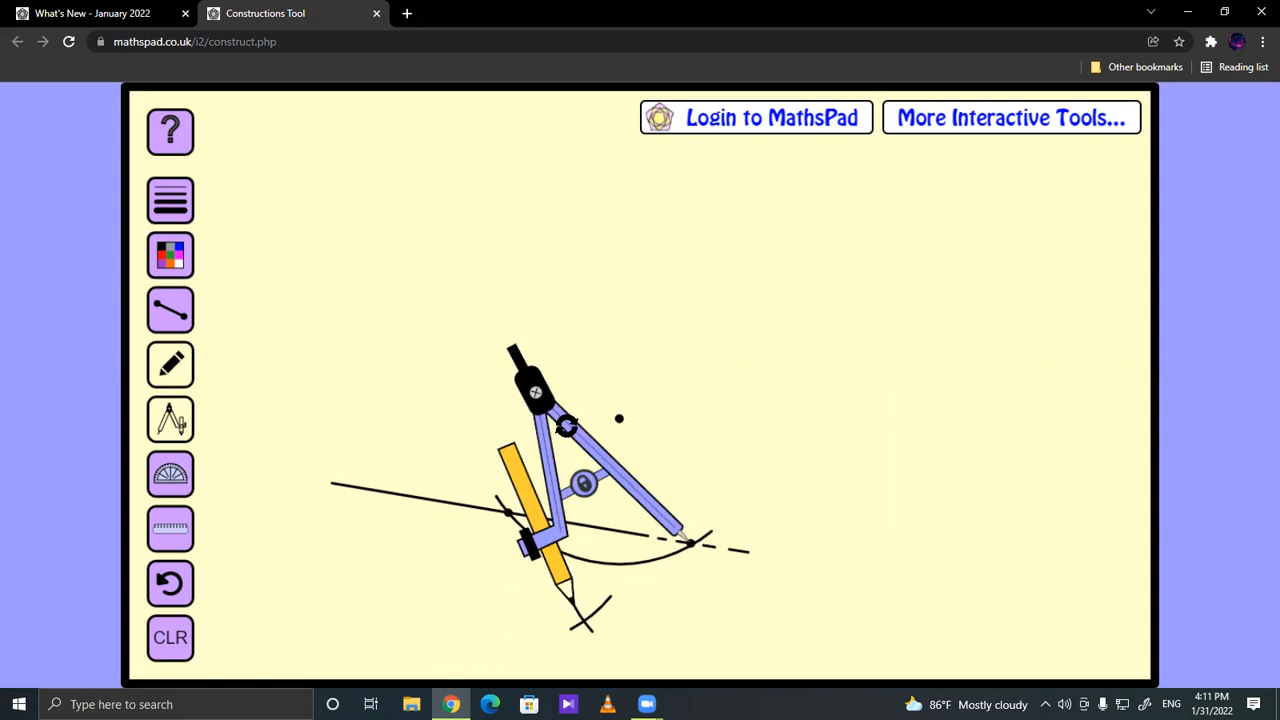 What's New - January 2022
Constructions Tool
mathspad.co.uk/i2/construct.php
Other bookmarks
Reading list
?
Login to MathsPad
More Interactive Tools...
CLR
Type here to search
86°F Mostly cloudy
ENG
4:11 PM
1/31/2022